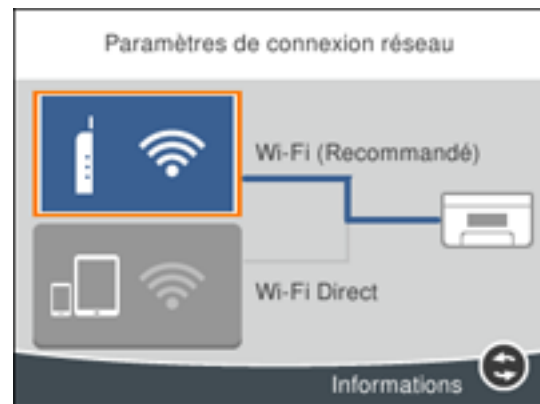 Paramètres de connexion réseau
Wi-Fi (Recommandé)
Wi-Fi Direct
Informations